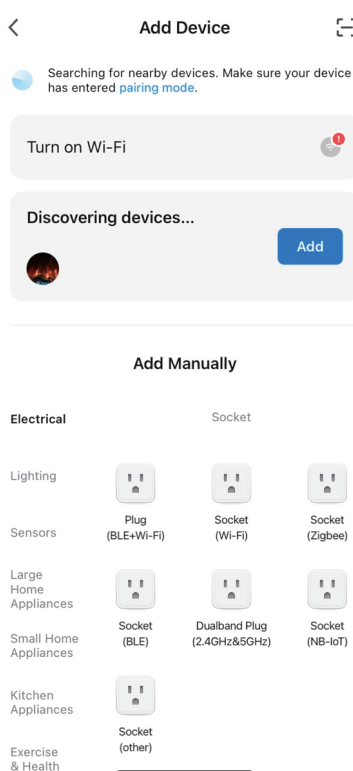 Add Device
Searching for nearby devices. Make sure your device
has entered pairing mode.
Turn on Wi-Fi
!
Discovering devices...
Add
Add Manually
Electrical
Socket
Lighting
Plug
(BLE+Wi-Fi)
Socket
(Wi-Fi)
Socket
(Zigbee)
Sensors
Large
Home
Appliances
Socket
(BLE)
Dualband Plug
(2.4GHz&5GHz)
Socket
(NB-IoT)
Small Home
Appliances
Kitchen
Appliances
Socket
(other)
Exercise
& Health